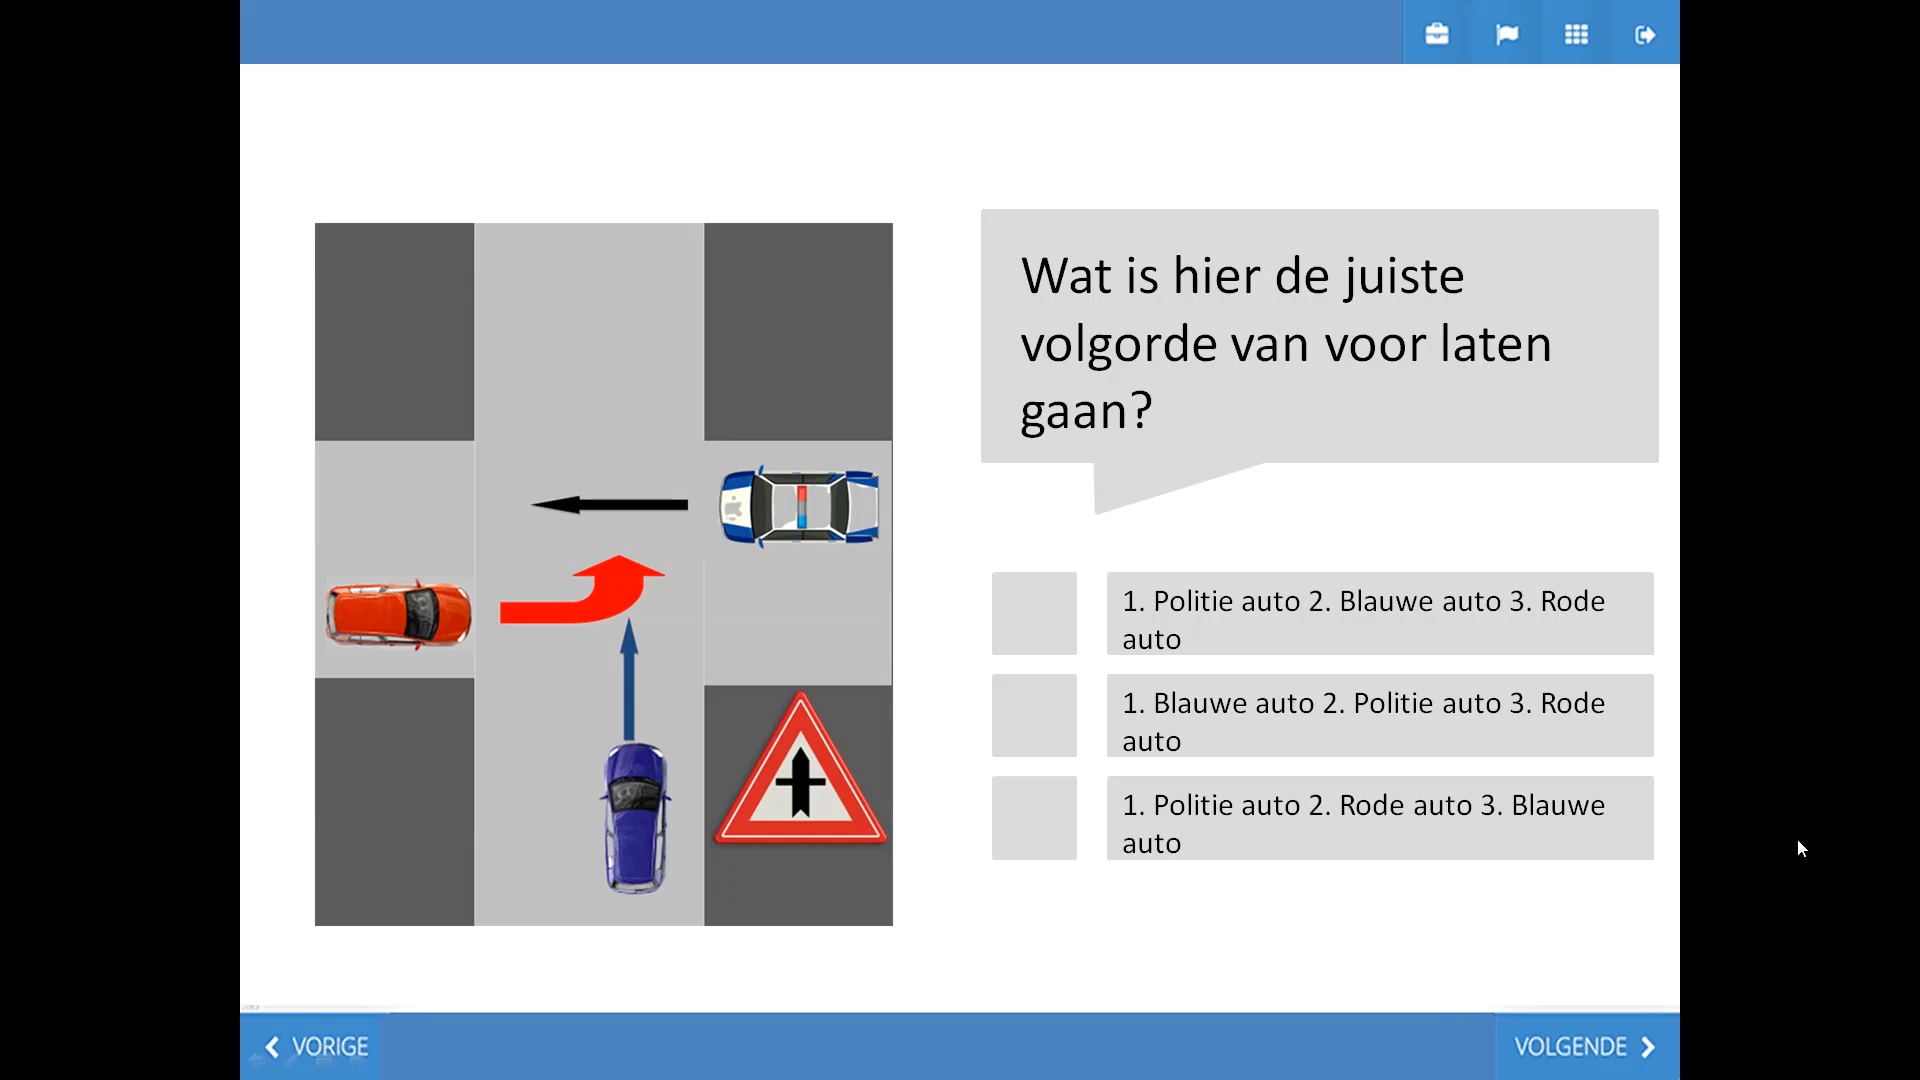 Wat is hier de juiste
volgorde van voor laten
gaan?
1. Politie auto 2. Blauwe auto 3. Rode
auto
1. Blauwe auto 2. Politie auto 3. Rode
auto
1. Politie auto 2. Rode auto 3. Blauwe
auto
VORIGE
VOLGENDE